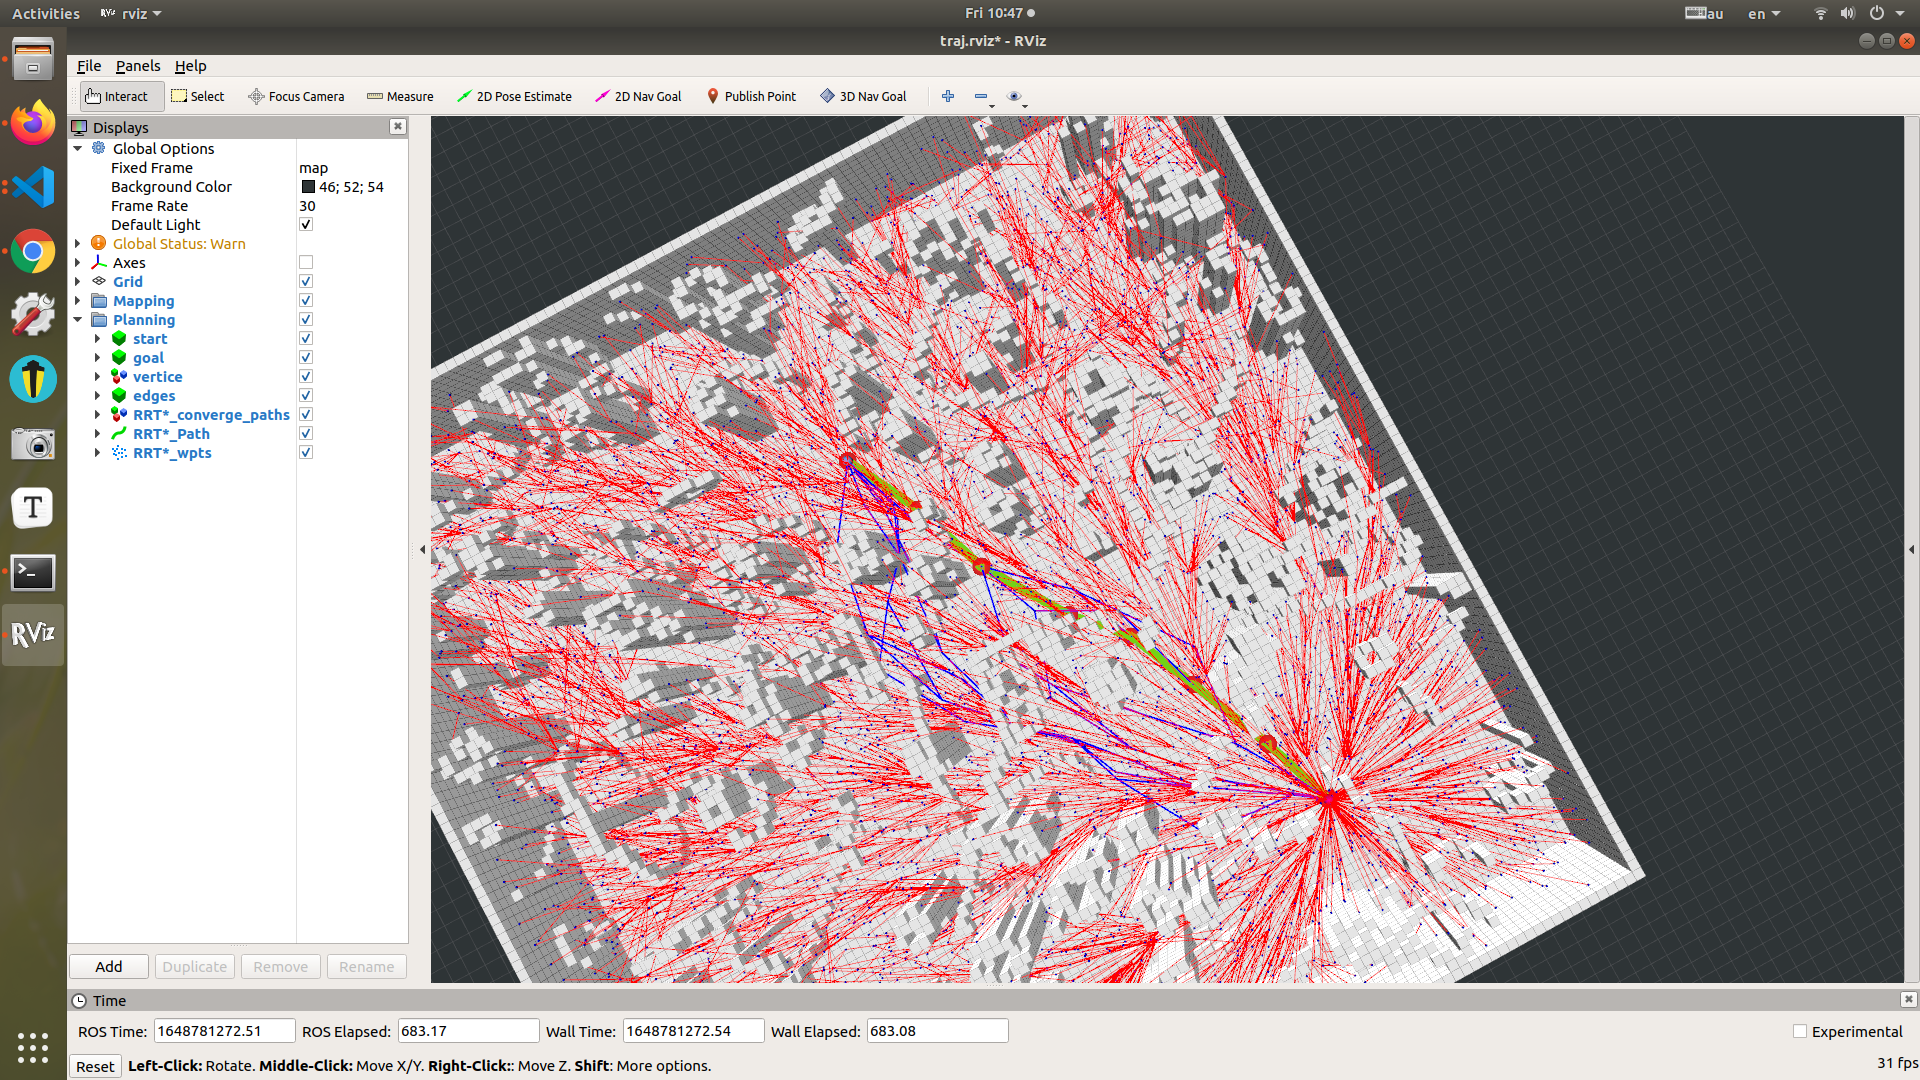 Activities RViz rviz Fri 10:47 au en
traj.rviz* - RViz
File Panels Help
Interact Select Focus Camera Measure 2D Pose Estimate 2D Nav Goal Publish Point 3D Nav Goal
Displays
Global Options
Fixed Frame map
Background Color 46; 52; 54
Frame Rate 30
Default Light
Global Status: Warn
Axes
Grid
Mapping
Planning
start
goal
vertice
edges
RRT*_converge_paths
RRT*_Path
RRT*_wpts
T
RViz
Add Duplicate Remove Rename
Time
ROS Time: 1648781272.51 ROS Elapsed: 683.17 Wall Time: 1648781272.54 Wall Elapsed: 683.08 Experimental
Reset Left-Click: Rotate. Middle-Click: Move X/Y. Right-Click:: Move Z. Shift: More options. 31 fps